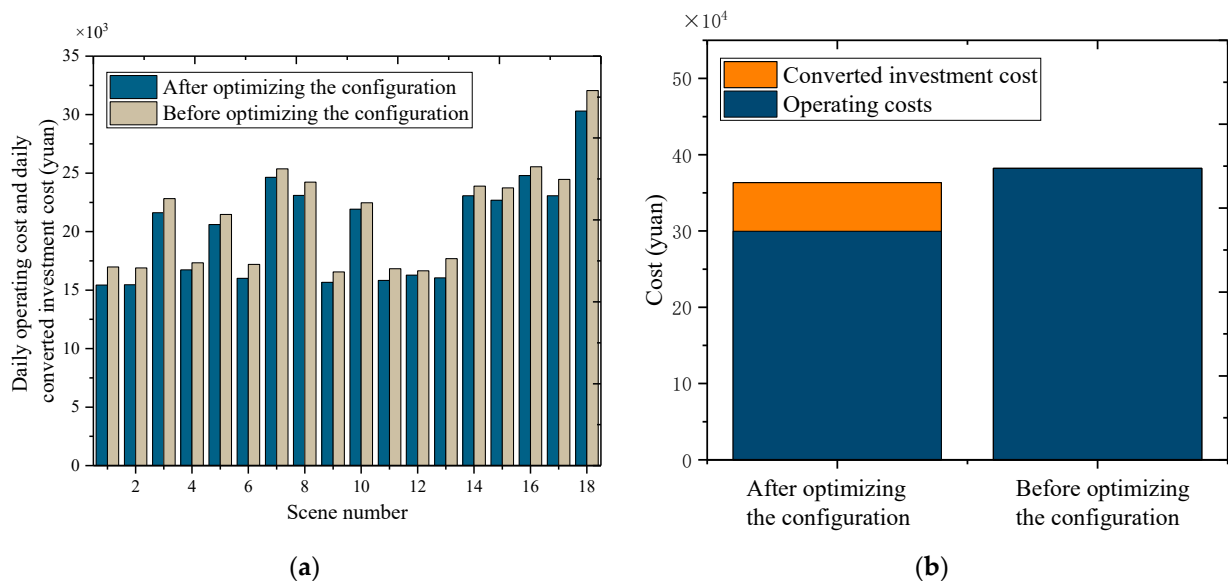 ×10³
35
30
25
20
15
10
5
0
Daily operating cost and daily
converted investment cost (yuan)
After optimizing the configuration
Before optimizing the configuration
2 4 6 8 10 12 14 16 18
Scene number
(a)
×10⁴
50
40
30
20
10
0
Cost (yuan)
Converted investment cost
Operating costs
After optimizing
the configuration
Before optimizing
the configuration
(b)